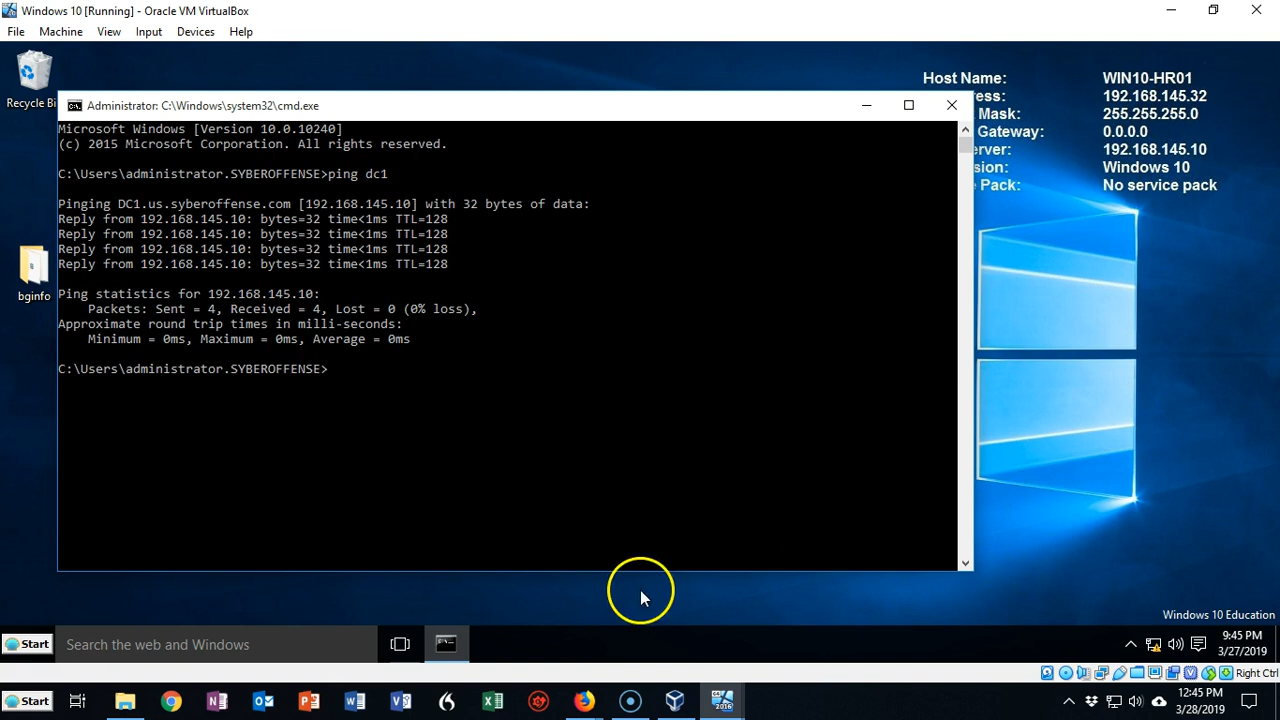 Windows 10 [Running] - Oracle VM VirtualBox
File Machine View Input Devices Help
Recycle Bi
Host Name: WIN10-HR01
ess: 192.168.145.32
Mask: 255.255.255.0
Gateway: 0.0.0.0
erver: 192.168.145.10
sion: Windows 10
Pack: No service pack
Administrator: C:\Windows\system32\cmd.exe
Microsoft Windows [Version 10.0.10240]
(c) 2015 Microsoft Corporation. All rights reserved.
C:\Users\administrator.SYBEROFFENSE>ping dc1
Pinging DC1.us.syberoffense.com [192.168.145.10] with 32 bytes of data:
Reply from 192.168.145.10: bytes=32 time<1ms TTL=128
Reply from 192.168.145.10: bytes=32 time<1ms TTL=128
Reply from 192.168.145.10: bytes=32 time<1ms TTL=128
Reply from 192.168.145.10: bytes=32 time<1ms TTL=128
Ping statistics for 192.168.145.10:
Packets: Sent = 4, Received = 4, Lost = 0 (0% loss),
Approximate round trip times in milli-seconds:
Minimum = 0ms, Maximum = 0ms, Average = 0ms
C:\Users\administrator.SYBEROFFENSE>
bginfo
Windows 10 Education
Start
Search the web and Windows
9:45 PM
3/27/2019
Right Ctrl
Start
2016
12:45 PM
3/28/2019